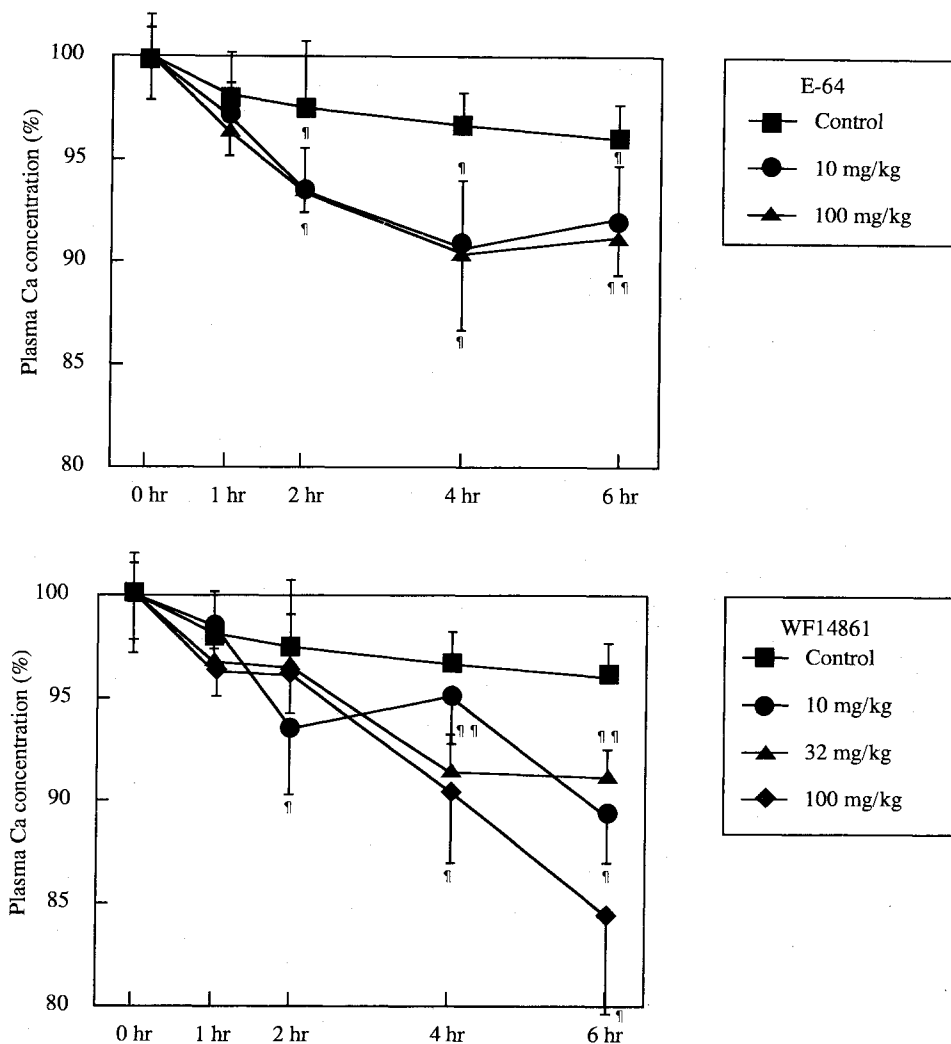 100
95
90
85
80
Plasma Ca concentration (%)
¶
¶
¶
¶
¶
¶ ¶
0 hr
1 hr
2 hr
4 hr
6 hr
E-64
Control
10 mg/kg
100 mg/kg
100
95
90
85
80
Plasma Ca concentration (%)
¶ ¶
¶ ¶
¶
¶
¶
¶
0 hr
1 hr
2 hr
4 hr
6 hr
WF14861
Control
10 mg/kg
32 mg/kg
100 mg/kg